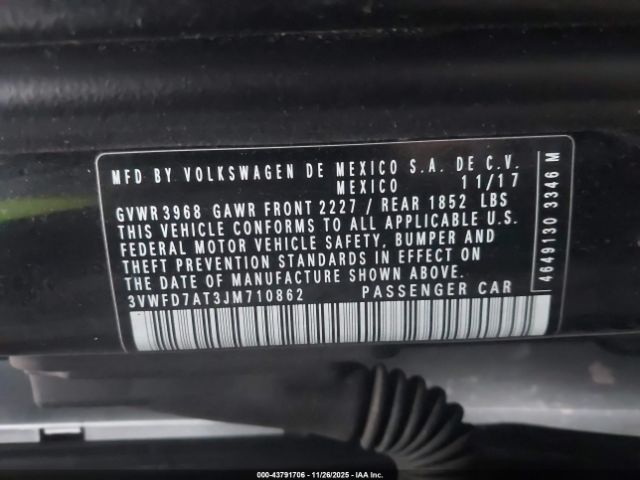 MFD BY VOLKSWAGEN DE MEXICO S.A. DE C.V.
MEXICO 11/17
GVWR 3968 GAWR FRONT 2227 / REAR 1852 LBS
THIS VEHICLE CONFORMS TO ALL APPLICABLE U.S.
FEDERAL MOTOR VEHICLE SAFETY, BUMPER AND
THEFT PREVENTION STANDARDS IN EFFECT ON
THE DATE OF MANUFACTURE SHOWN ABOVE.
3VWFD7AT3JM710862 PASSENGER CAR
4649130 3346 M
000-43791706 - 11/26/2025 - IAA Inc.